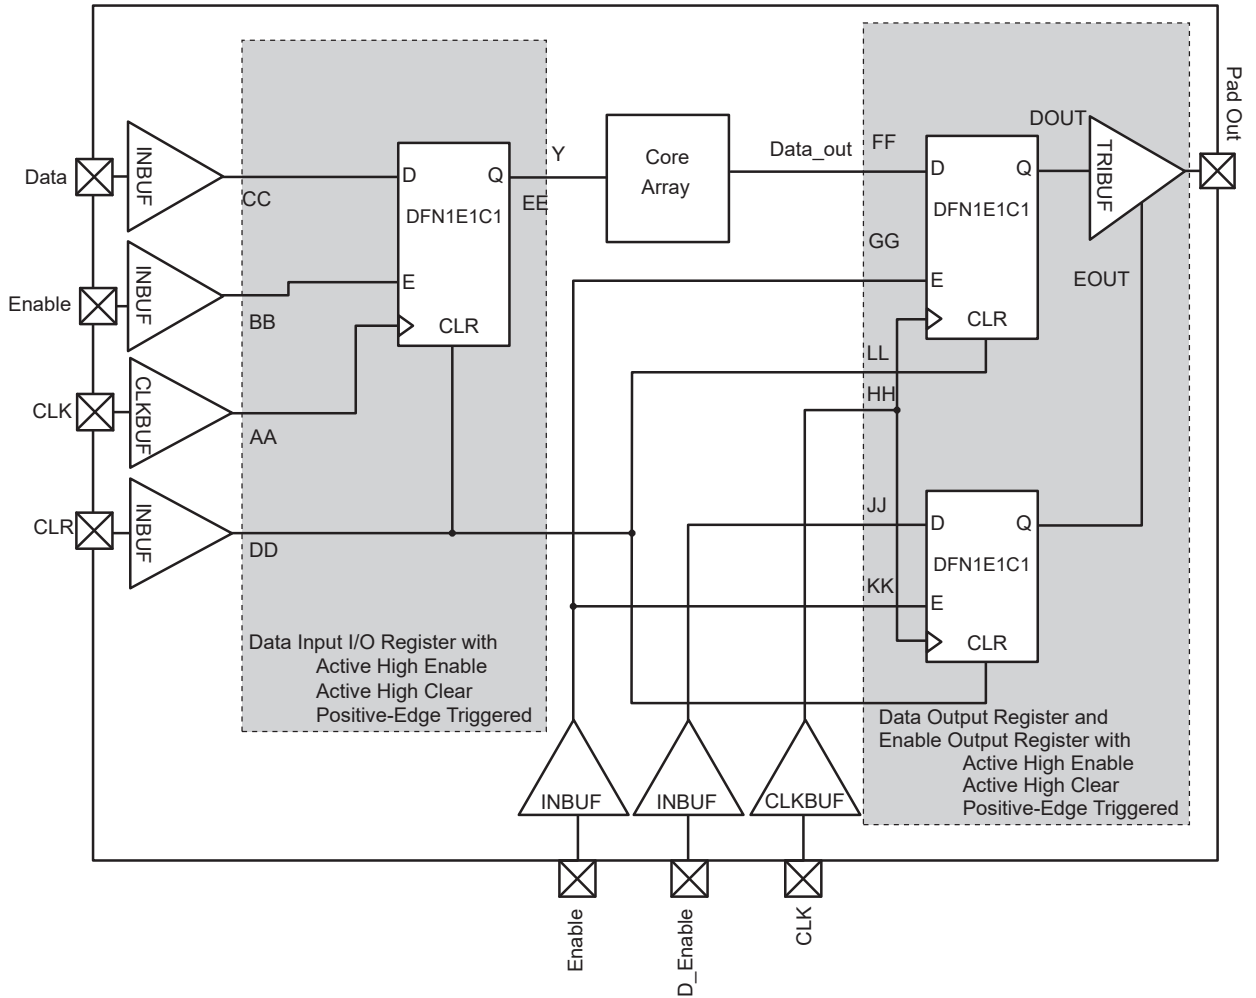 Data
INBUF
CC
D
Q
DFN1E1C1
E
CLR
Y
EE
Core
Array
Data_out
FF
GG
D
Q
DFN1E1C1
E
CLR
DOUT
TRIBUF
EOUT
Pad Out
Enable
INBUF
BB
CLK
CLKBUF
AA
CLR
INBUF
DD
LL
HH
JJ
KK
D
Q
DFN1E1C1
E
CLR
Data Input I/O Register with
Active High Enable
Active High Clear
Positive-Edge Triggered
Data Output Register and
Enable Output Register with
Active High Enable
Active High Clear
Positive-Edge Triggered
INBUF
INBUF
CLKBUF
Enable
D_Enable
CLK